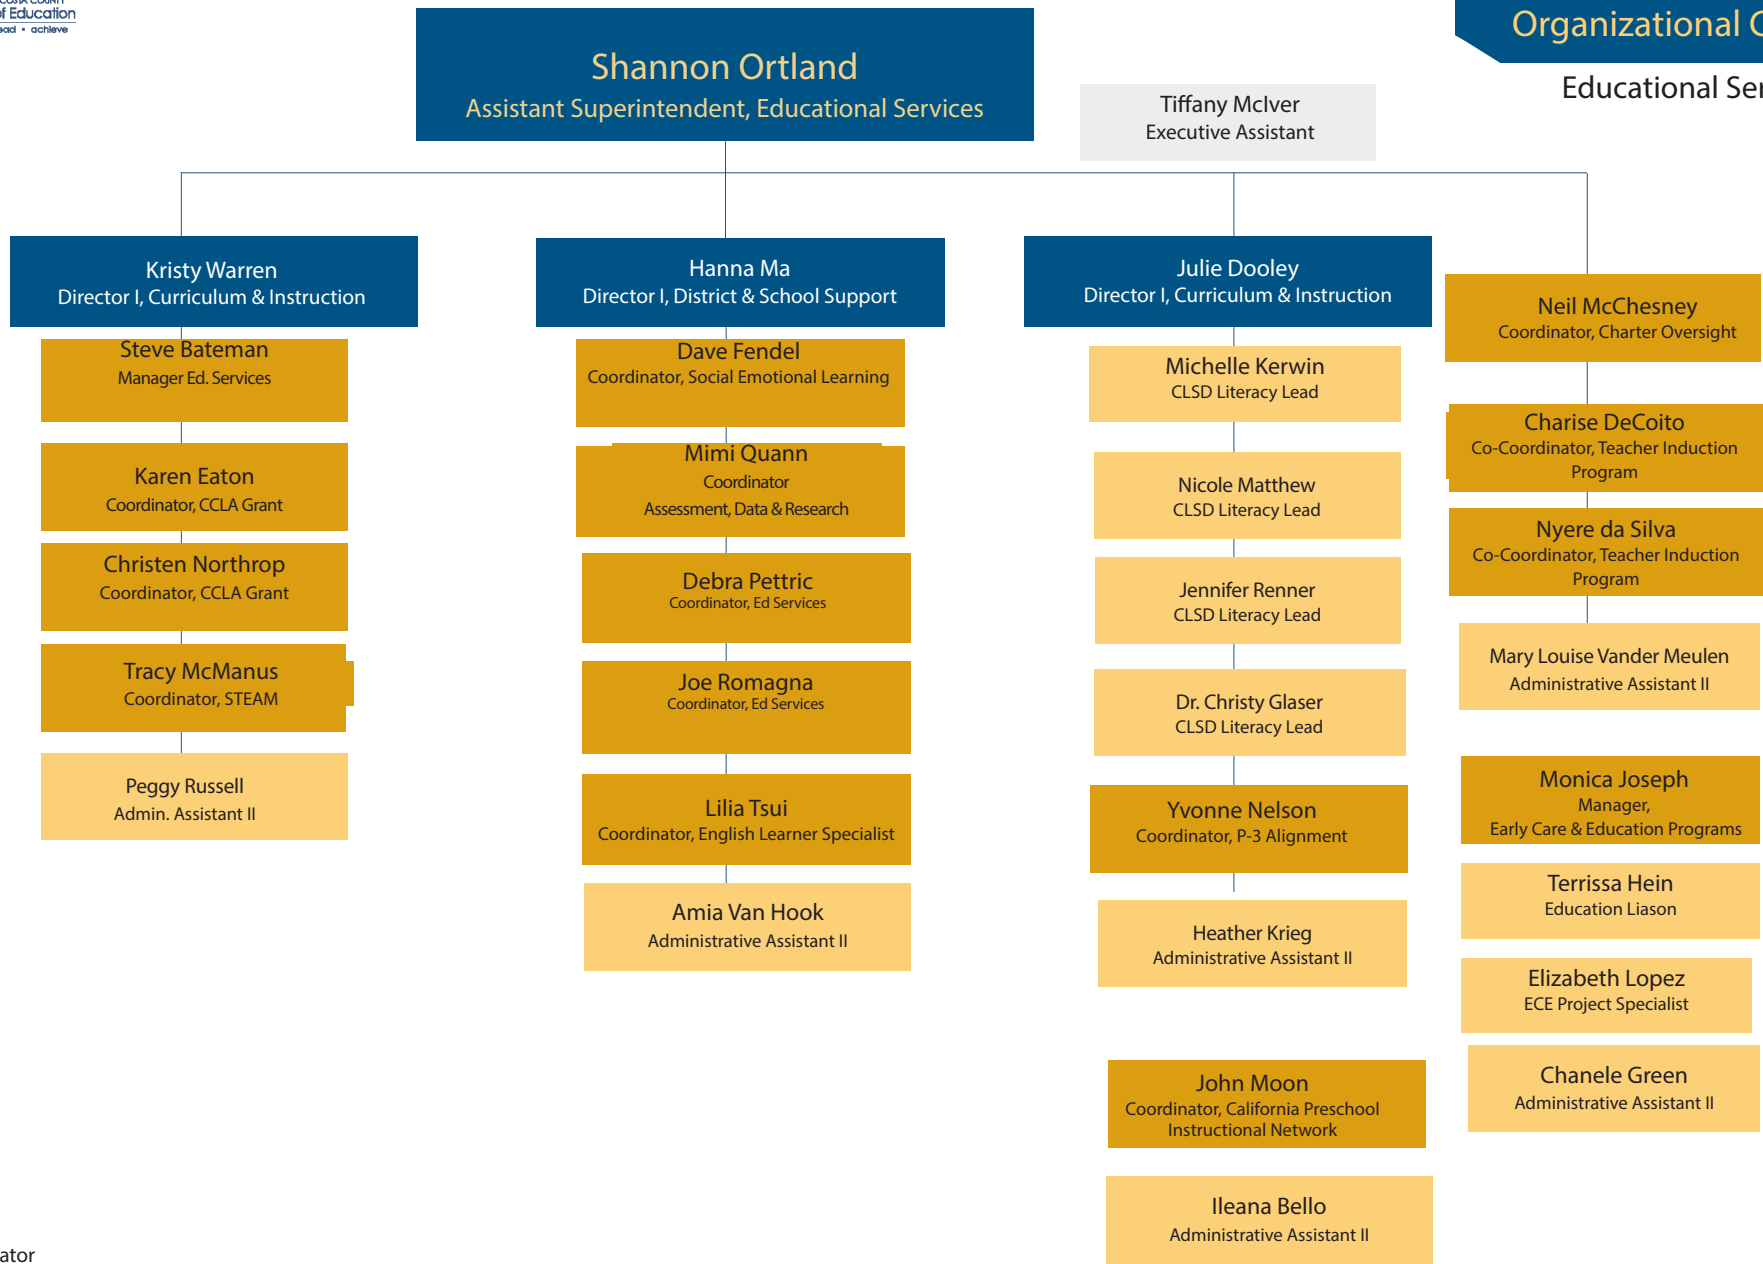 COSTA COUNTY
of Education
lead • achieve
Organizational C
Educational Ser
Shannon Ortland
Assistant Superintendent, Educational Services
Tiffany McIver
Executive Assistant
Kristy Warren
Director I, Curriculum & Instruction
Steve Bateman
Manager Ed. Services
Karen Eaton
Coordinator, CCLA Grant
Christen Northrop
Coordinator, CCLA Grant
Tracy McManus
Coordinator, STEAM
Peggy Russell
Admin. Assistant II
Hanna Ma
Director I, District & School Support
Dave Fendel
Coordinator, Social Emotional Learning
Mimi Quann
Coordinator
Assessment, Data & Research
Debra Pettric
Coordinator, Ed Services
Joe Romagna
Coordinator, Ed Services
Lilia Tsui
Coordinator, English Learner Specialist
Amia Van Hook
Administrative Assistant II
Julie Dooley
Director I, Curriculum & Instruction
Michelle Kerwin
CLSD Literacy Lead
Nicole Matthew
CLSD Literacy Lead
Jennifer Renner
CLSD Literacy Lead
Dr. Christy Glaser
CLSD Literacy Lead
Yvonne Nelson
Coordinator, P-3 Alignment
Heather Krieg
Administrative Assistant II
John Moon
Coordinator, California Preschool
Instructional Network
Ileana Bello
Administrative Assistant II
Neil McChesney
Coordinator, Charter Oversight
Charise DeCoito
Co-Coordinator, Teacher Induction
Program
Nyere da Silva
Co-Coordinator, Teacher Induction
Program
Mary Louise Vander Meulen
Administrative Assistant II
Monica Joseph
Manager,
Early Care & Education Programs
Terrissa Hein
Education Liason
Elizabeth Lopez
ECE Project Specialist
Chanele Green
Administrative Assistant II
ator